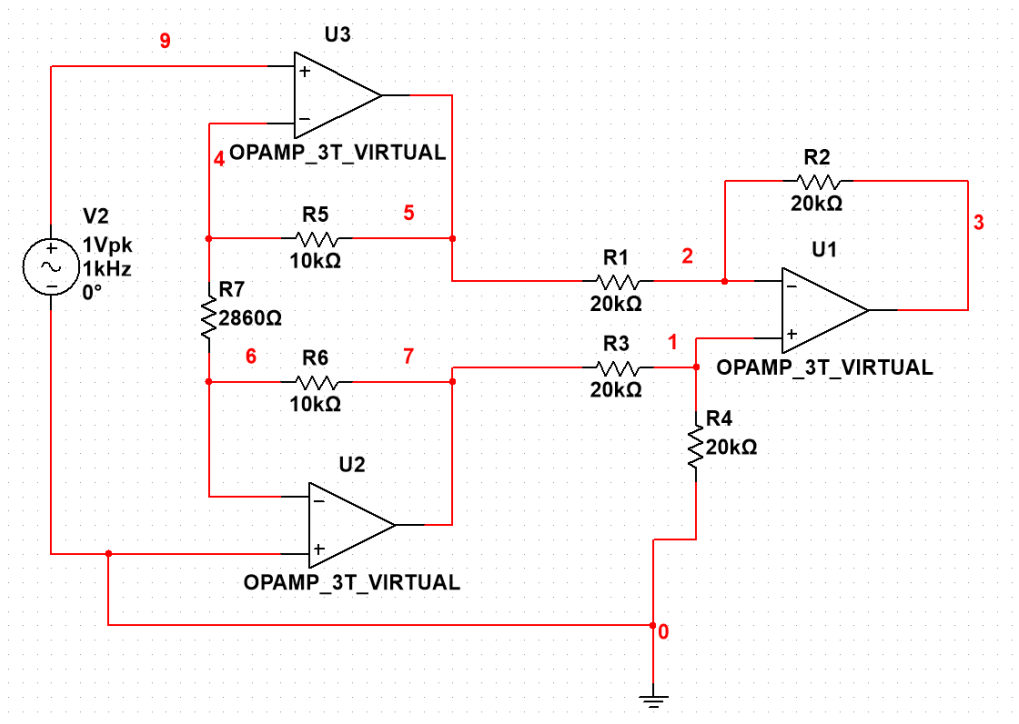 9
U3
+
−
4
OPAMP_3T_VIRTUAL
R5
5
10kΩ
V2
+
1Vpk
1kHz
−
0°
R7
2860Ω
6
R6
7
10kΩ
U2
−
+
OPAMP_3T_VIRTUAL
R2
20kΩ
3
U1
R1
2
20kΩ
−
+
R3
1
20kΩ
OPAMP_3T_VIRTUAL
R4
20kΩ
0